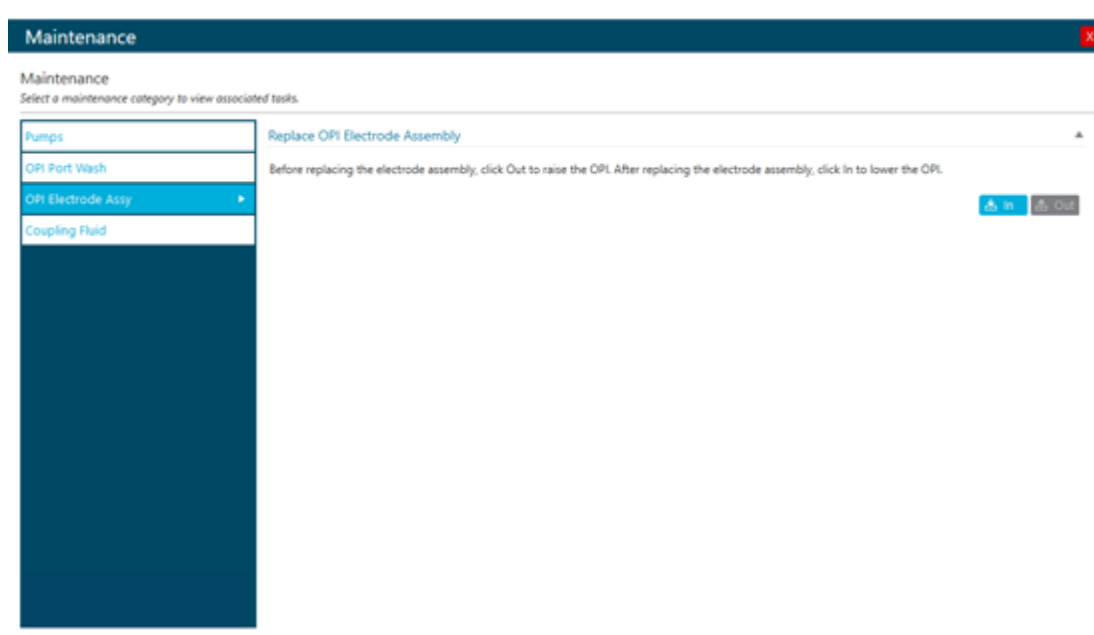 Maintenance
X
Maintenance
Select a maintenance category to view associated tasks.
Pumps
OPI Port Wash
OPI Electrode Assy
Coupling Fluid
Replace OPI Electrode Assembly
Before replacing the electrode assembly, click Out to raise the OPI. After replacing the electrode assembly, click In to lower the OPI.
In Out